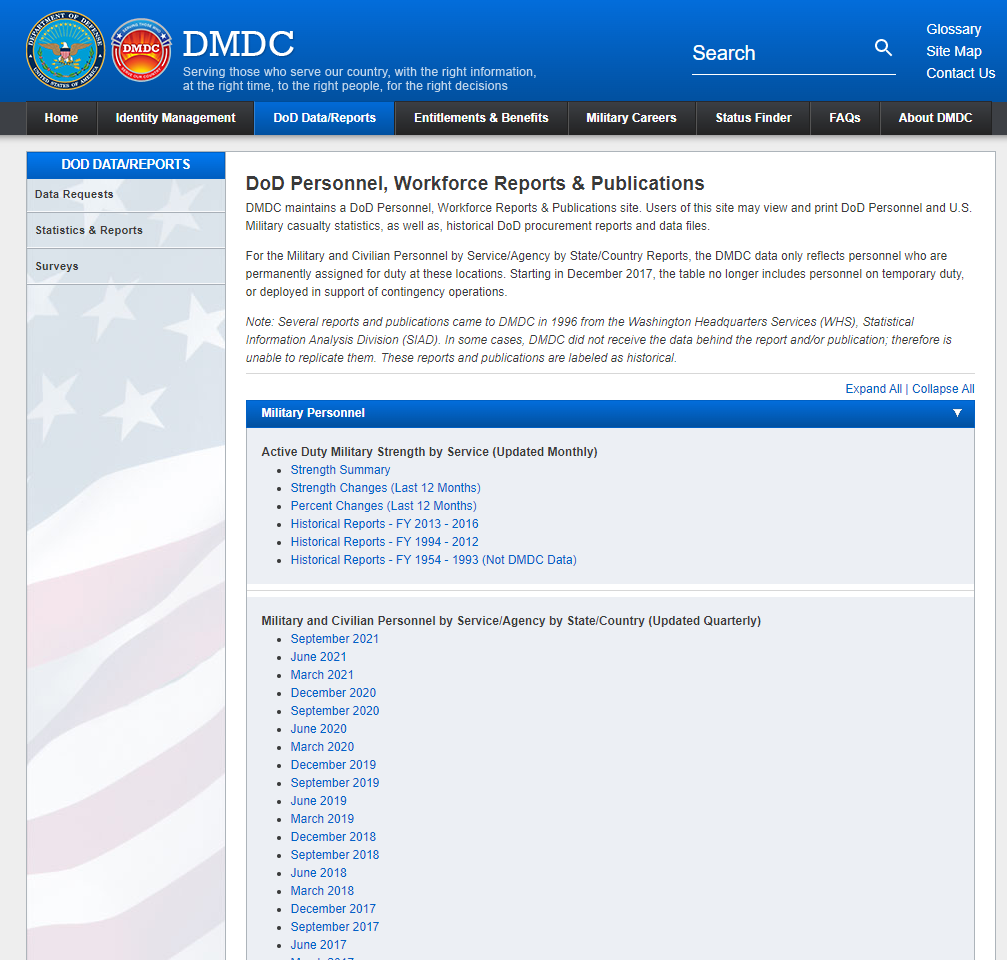 DEPARTMENT OF DEFENSE
UNITED STATES OF AMERICA
DMDC
DMDC
Serving those who serve our country, with the right information,
at the right time, to the right people, for the right decisions
Search
Glossary
Site Map
Contact Us
Home
Identity Management
DoD Data/Reports
Entitlements & Benefits
Military Careers
Status Finder
FAQs
About DMDC
DOD DATA/REPORTS
Data Requests
Statistics & Reports
Surveys
DoD Personnel, Workforce Reports & Publications
DMDC maintains a DoD Personnel, Workforce Reports & Publications site. Users of this site may view and print DoD Personnel and U.S.
Military casualty statistics, as well as, historical DoD procurement reports and data files.
For the Military and Civilian Personnel by Service/Agency by State/Country Reports, the DMDC data only reflects personnel who are
permanently assigned for duty at these locations. Starting in December 2017, the table no longer includes personnel on temporary duty,
or deployed in support of contingency operations.
Note: Several reports and publications came to DMDC in 1996 from the Washington Headquarters Services (WHS), Statistical
Information Analysis Division (SIAD). In some cases, DMDC did not receive the data behind the report and/or publication; therefore is
unable to replicate them. These reports and publications are labeled as historical.
Expand All | Collapse All
Military Personnel
Active Duty Military Strength by Service (Updated Monthly)
Strength Summary
Strength Changes (Last 12 Months)
Percent Changes (Last 12 Months)
Historical Reports - FY 2013 - 2016
Historical Reports - FY 1994 - 2012
Historical Reports - FY 1954 - 1993 (Not DMDC Data)
Military and Civilian Personnel by Service/Agency by State/Country (Updated Quarterly)
September 2021
June 2021
March 2021
December 2020
September 2020
June 2020
March 2020
December 2019
September 2019
June 2019
March 2019
December 2018
September 2018
June 2018
March 2018
December 2017
September 2017
June 2017